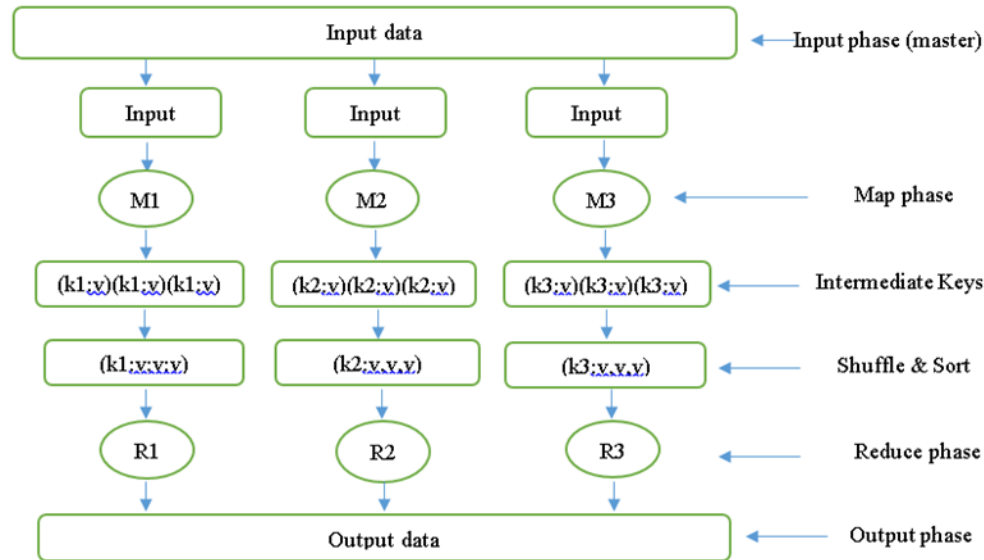 Input data
Input phase (master)
Input Input Input
M1 M2 M3
Map phase
(k1;v)(k1;v)(k1;v) (k2;v)(k2;v)(k2;v) (k3;v)(k3;v)(k3;v)
Intermediate Keys
(k1;v;v;v) (k2;v,v,v) (k3;v,v,v)
Shuffle & Sort
R1 R2 R3
Reduce phase
Output data
Output phase